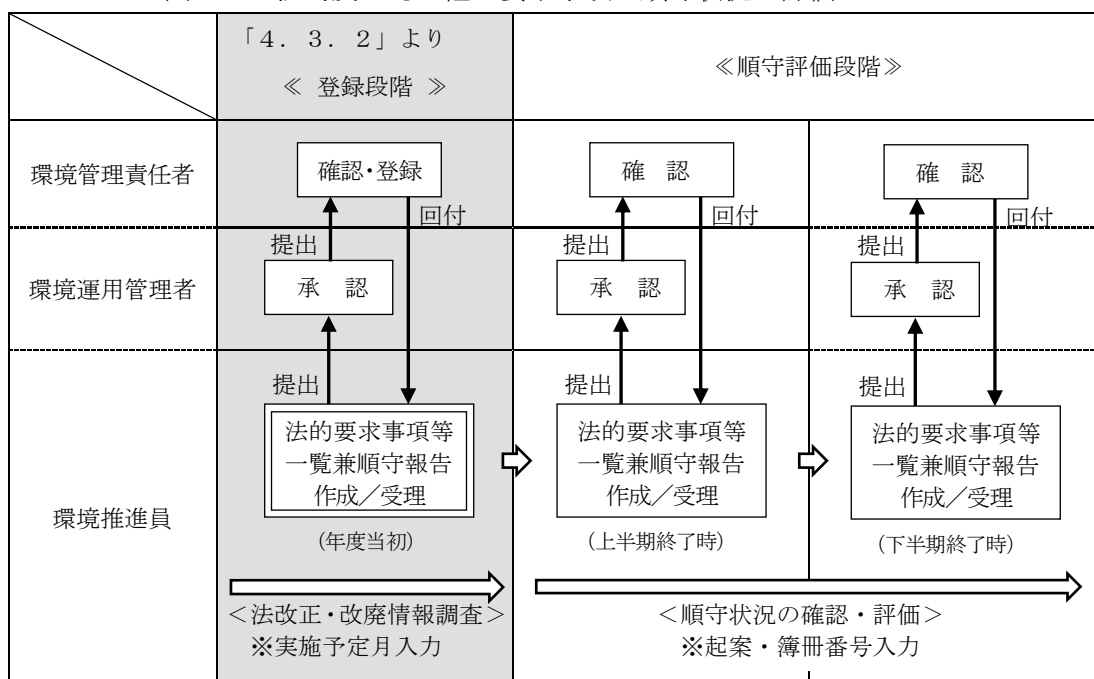 「4．3．2」より
≪ 登録段階 ≫
≪順守評価段階≫
環境管理責任者
確認・登録
確 認
確 認
回付
回付
回付
提出
提出
提出
環境運用管理者
承 認
承 認
承 認
提出
提出
提出
環境推進員
法的要求事項等
一覧兼順守報告
作成／受理
(年度当初)
法的要求事項等
一覧兼順守報告
作成／受理
(上半期終了時)
法的要求事項等
一覧兼順守報告
作成／受理
(下半期終了時)
＜法改正・改廃情報調査＞
※実施予定月入力
＜順守状況の確認・評価＞
※起案・簿冊番号入力